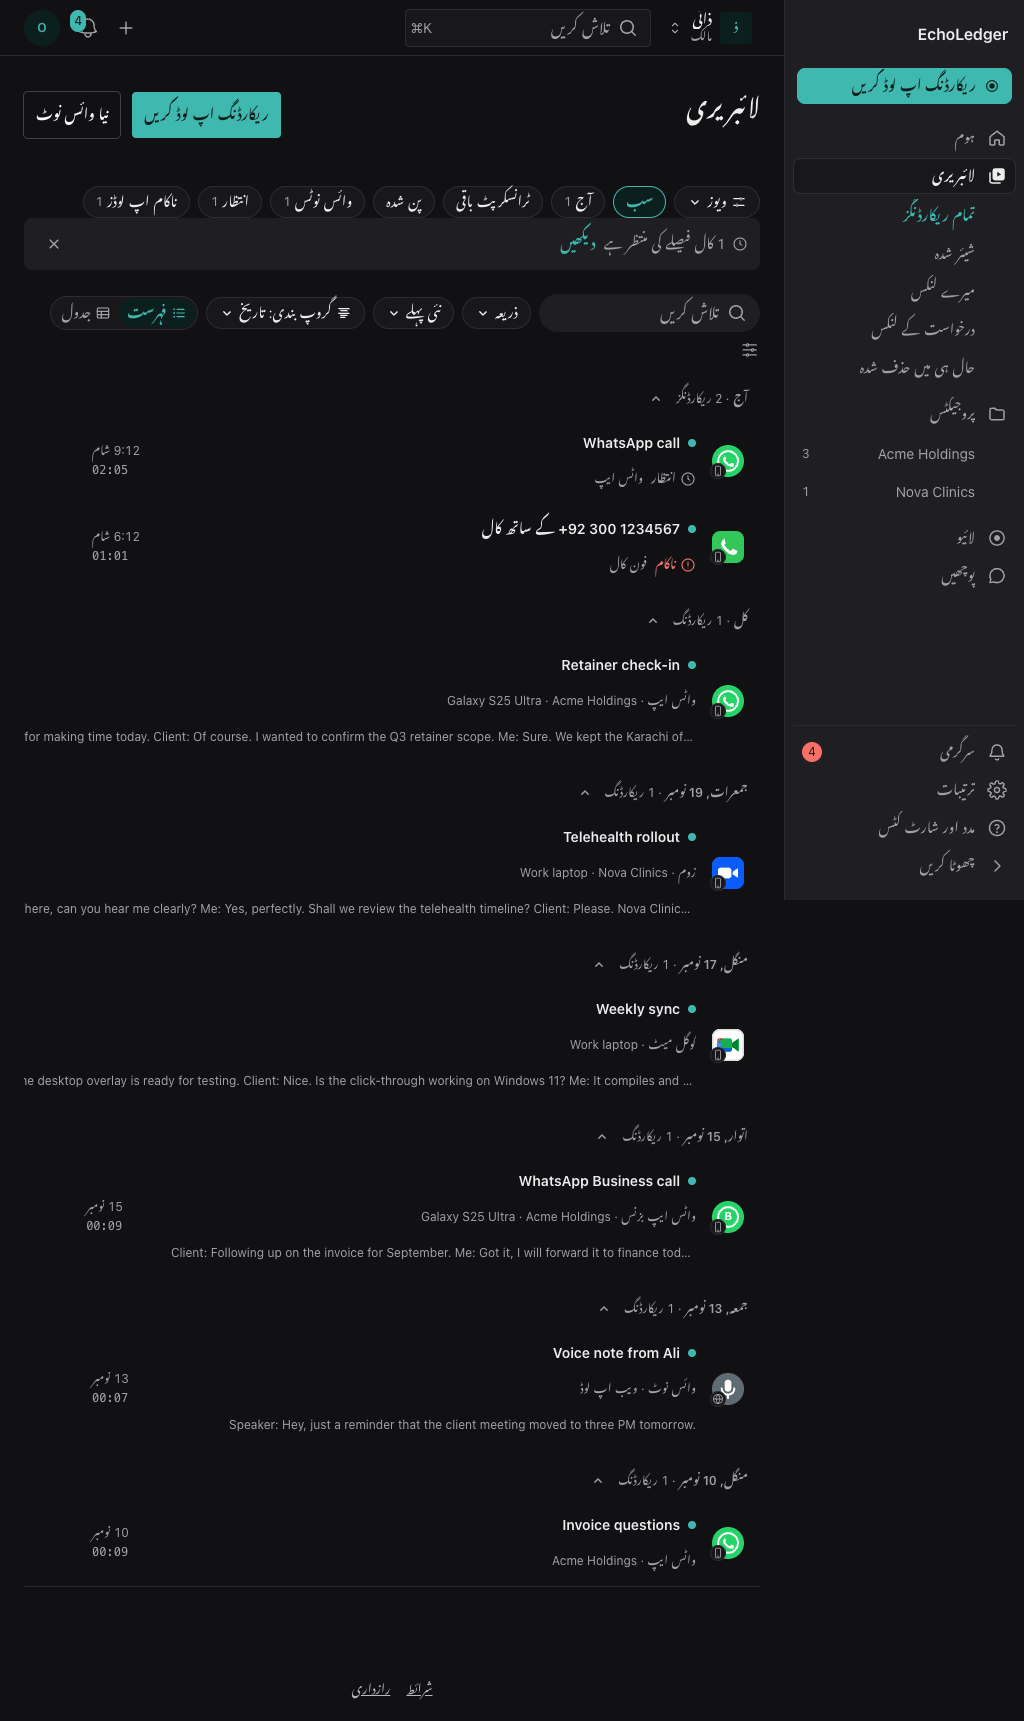 EchoLedger
ریکارڈنگ اپ لوڈ کریں
ہوم
لائبریری
تمام ریکارڈنگز
شیئر شدہ
میرے لنکس
درخواست کے لنکس
حال ہی میں حذف شدہ
پروجیکٹس
Acme Holdings 3
Nova Clinics 1
لائیو
پوچھیں
سرگرمی 4
ترتیبات
مدد اور شارٹ کٹس
چھوٹا کریں
ذ ذاتی
مالک
تلاش کریں ⌘K
4
O
لائبریری
ریکارڈنگ اپ لوڈ کریں
نیا وائس نوٹ
ویوز سب آج 1 ٹرانسکرپٹ باقی پن شدہ وائس نوٹس 1 انتظار 1 ناکام اپ لوڈز 1
1 کال فیصلے کی منتظر ہے دیکھیں
تلاش کریں ذریعہ نئی پہلے گروپ بندی: تاریخ فہرست جدول
آج · 2 ریکارڈنگز
WhatsApp call
انتظار واٹس ایپ
9:12 شام
02:05
+92 300 1234567 کے ساتھ کال
ناکام فون کال
6:12 شام
01:01
کل · 1 ریکارڈنگ
Retainer check-in
واٹس ایپ · Galaxy S25 Ultra · Acme Holdings
for making time today. Client: Of course. I wanted to confirm the Q3 retainer scope. Me: Sure. We kept the Karachi of...
جمعرات, 19 نومبر · 1 ریکارڈنگ
Telehealth rollout
زوم · Work laptop · Nova Clinics
here, can you hear me clearly? Me: Yes, perfectly. Shall we review the telehealth timeline? Client: Please. Nova Clinic...
منگل, 17 نومبر · 1 ریکارڈنگ
Weekly sync
گوگل میٹ · Work laptop
ne desktop overlay is ready for testing. Client: Nice. Is the click-through working on Windows 11? Me: It compiles and ...
اتوار, 15 نومبر · 1 ریکارڈنگ
WhatsApp Business call
واٹس ایپ بزنس · Galaxy S25 Ultra · Acme Holdings
Client: Following up on the invoice for September. Me: Got it, I will forward it to finance tod...
15 نومبر
00:09
جمعہ, 13 نومبر · 1 ریکارڈنگ
Voice note from Ali
وائس نوٹ · ویب اپ لوڈ
Speaker: Hey, just a reminder that the client meeting moved to three PM tomorrow.
13 نومبر
00:07
منگل, 10 نومبر · 1 ریکارڈنگ
Invoice questions
واٹس ایپ · Acme Holdings
10 نومبر
00:09
شرائط رازداری